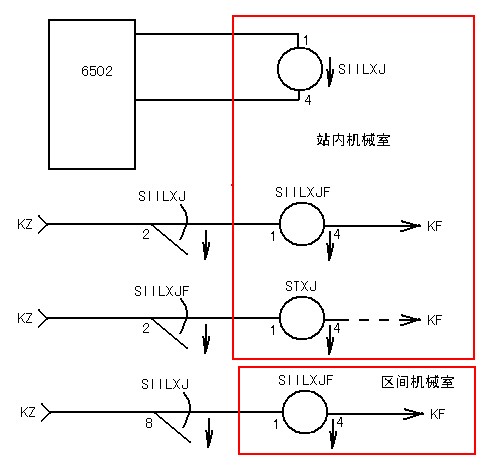 6502
1
SIILXJ
4
站内机械室
SIILXJ
SIILXJF
KZ
2
1
4
KF
SIILXJF
STXJ
KZ
2
1
4
KF
SIILXJ
SIILXJF
区间机械室
KZ
8
1
4
KF